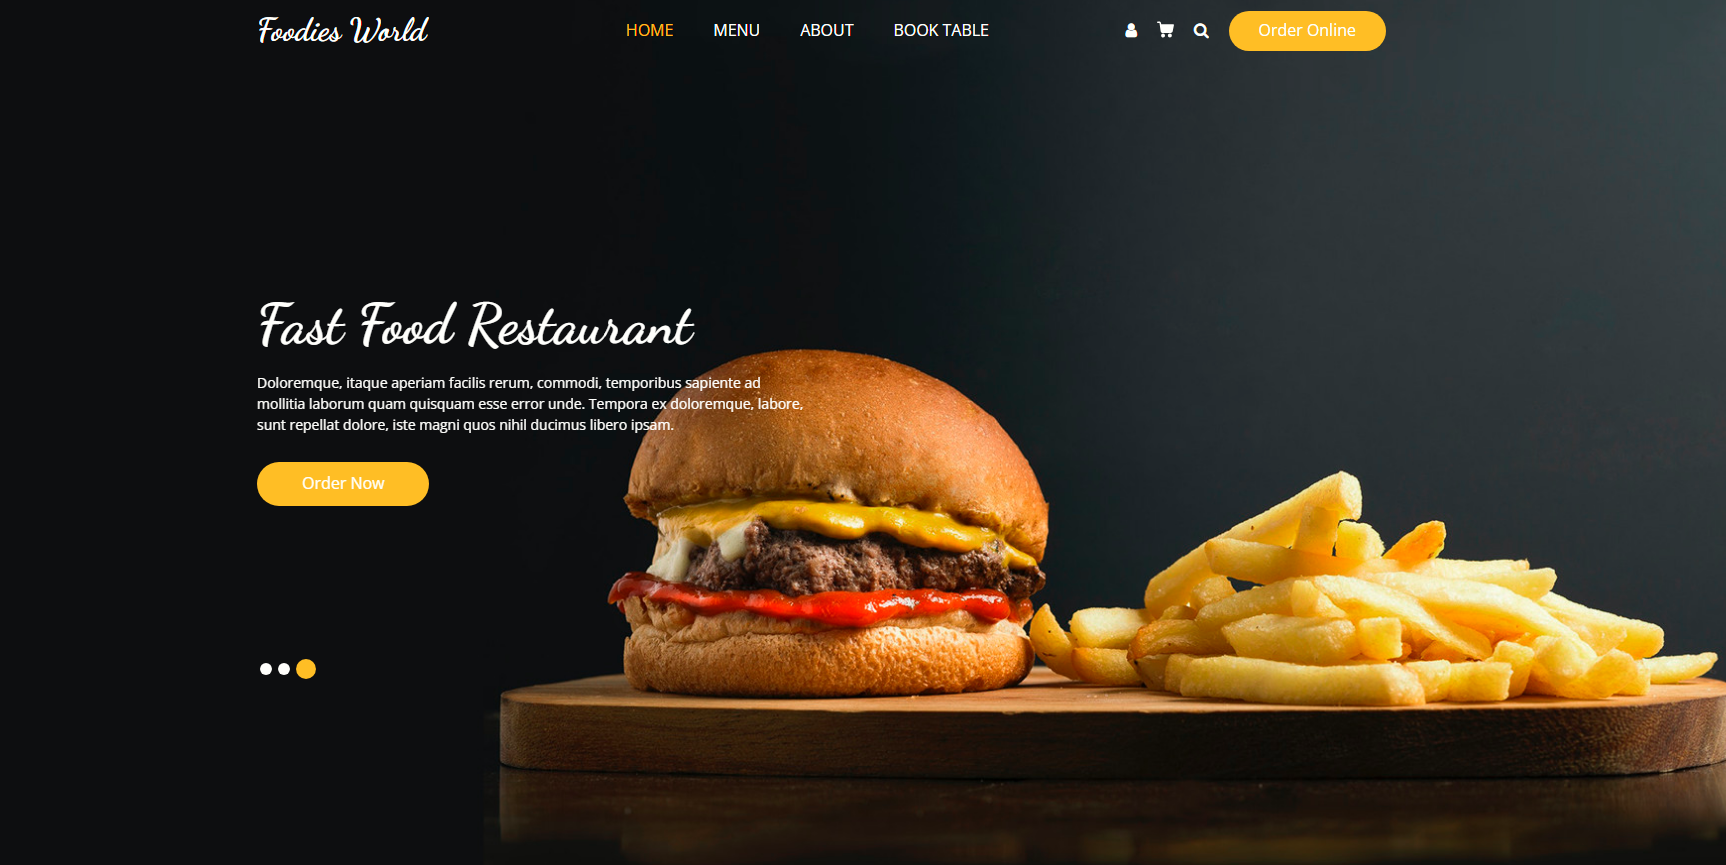 Foodies World
HOME MENU ABOUT BOOK TABLE
Order Online
Fast Food Restaurant
Doloremque, itaque aperiam facilis rerum, commodi, temporibus sapiente ad
mollitia laborum quam quisquam esse error unde. Tempora ex doloremque, labore,
sunt repellat dolore, iste magni quos nihil ducimus libero ipsam.
Order Now